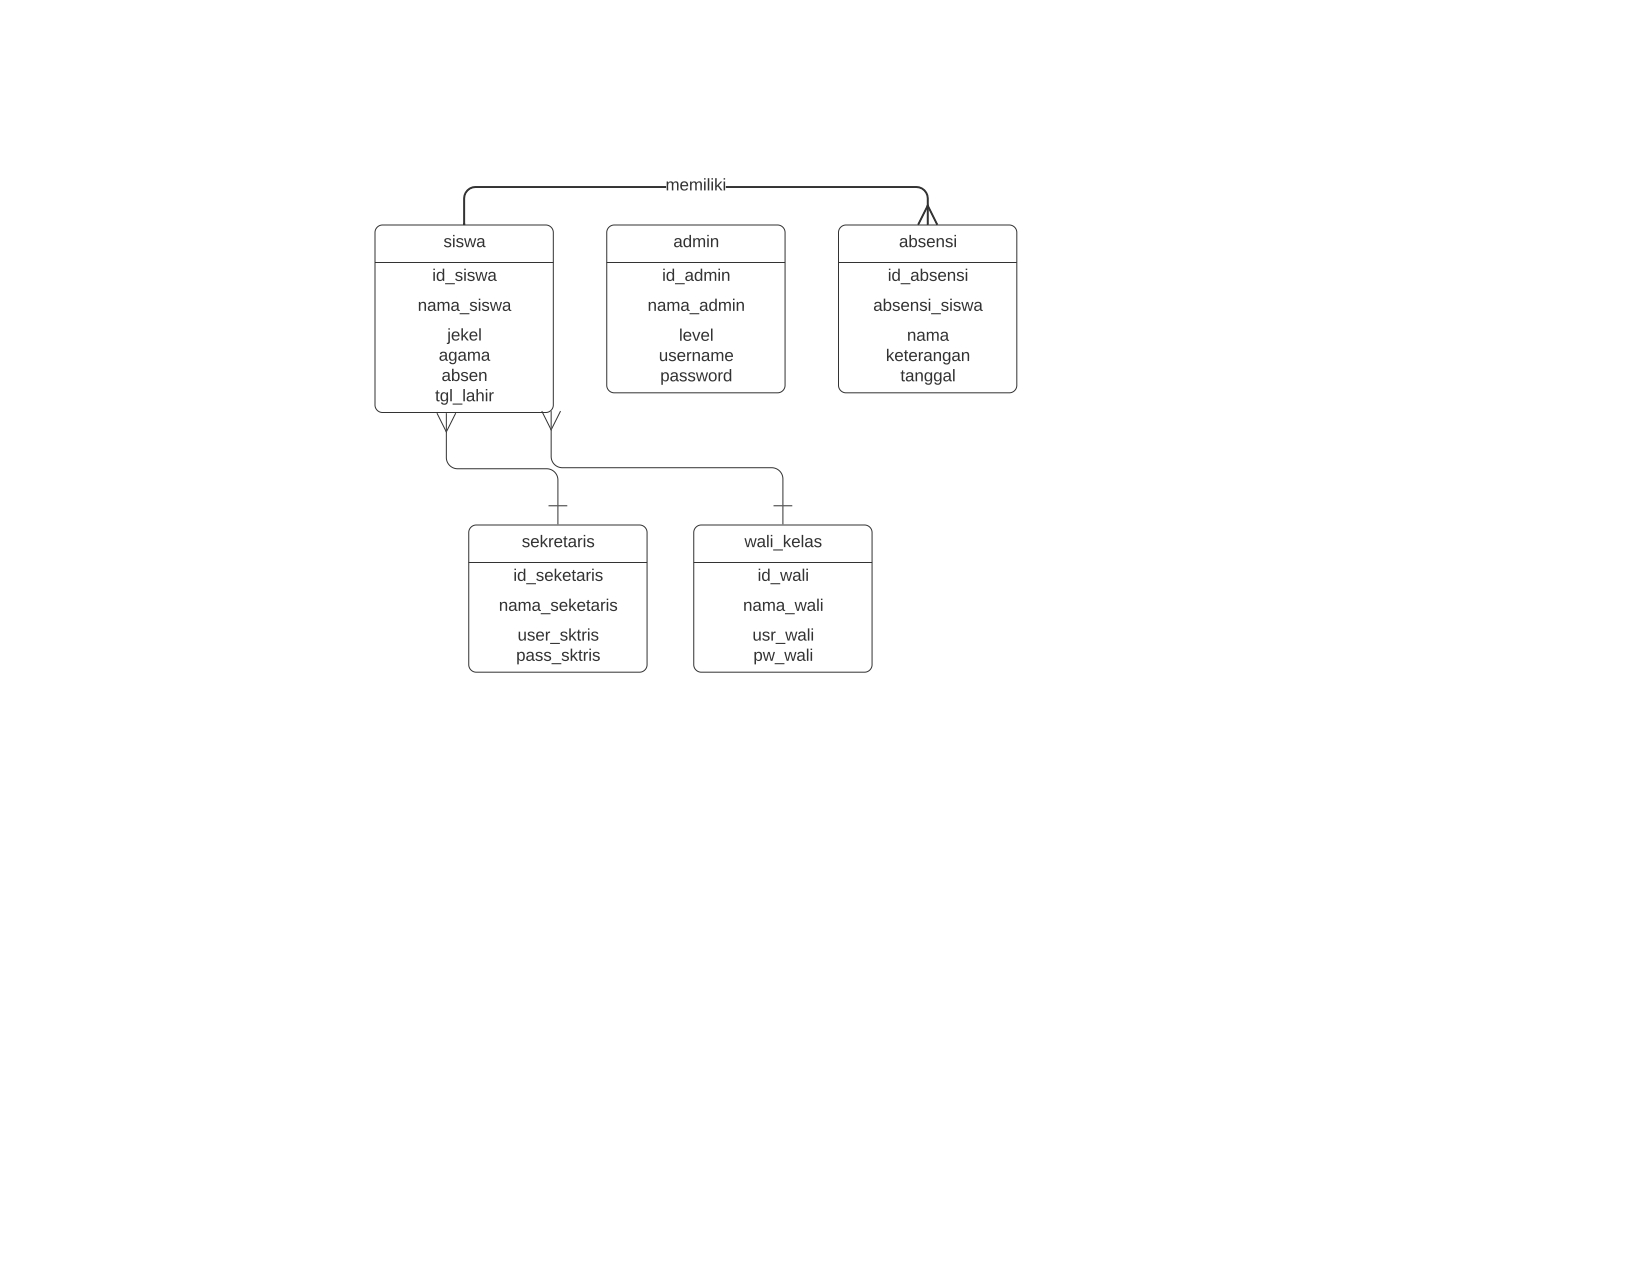 memiliki
siswa
id_siswa
nama_siswa
jekel
agama
absen
tgl_lahir
admin
id_admin
nama_admin
level
username
password
absensi
id_absensi
absensi_siswa
nama
keterangan
tanggal
sekretaris
id_seketaris
nama_seketaris
user_sktris
pass_sktris
wali_kelas
id_wali
nama_wali
usr_wali
pw_wali